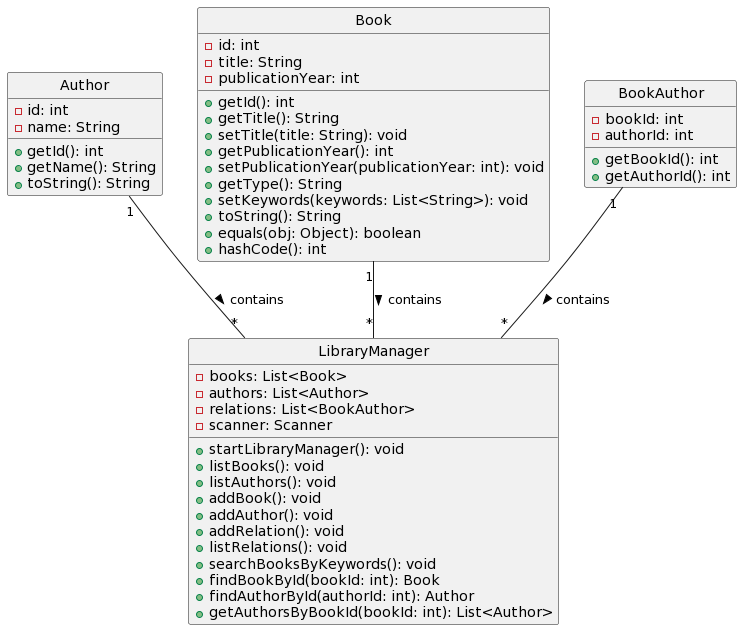 Author
id: int
name: String
getId(): int
getName(): String
toString(): String
Book
id: int
title: String
publicationYear: int
getId(): int
getTitle(): String
setTitle(title: String): void
getPublicationYear(): int
setPublicationYear(publicationYear: int): void
getType(): String
setKeywords(keywords: List<String>): void
toString(): String
equals(obj: Object): boolean
hashCode(): int
BookAuthor
bookId: int
authorId: int
getBookId(): int
getAuthorId(): int
1
contains
*
1
contains
*
1
contains
*
LibraryManager
books: List<Book>
authors: List<Author>
relations: List<BookAuthor>
scanner: Scanner
startLibraryManager(): void
listBooks(): void
listAuthors(): void
addBook(): void
addAuthor(): void
addRelation(): void
listRelations(): void
searchBooksByKeywords(): void
findBookById(bookId: int): Book
findAuthorById(authorId: int): Author
getAuthorsByBookId(bookId: int): List<Author>